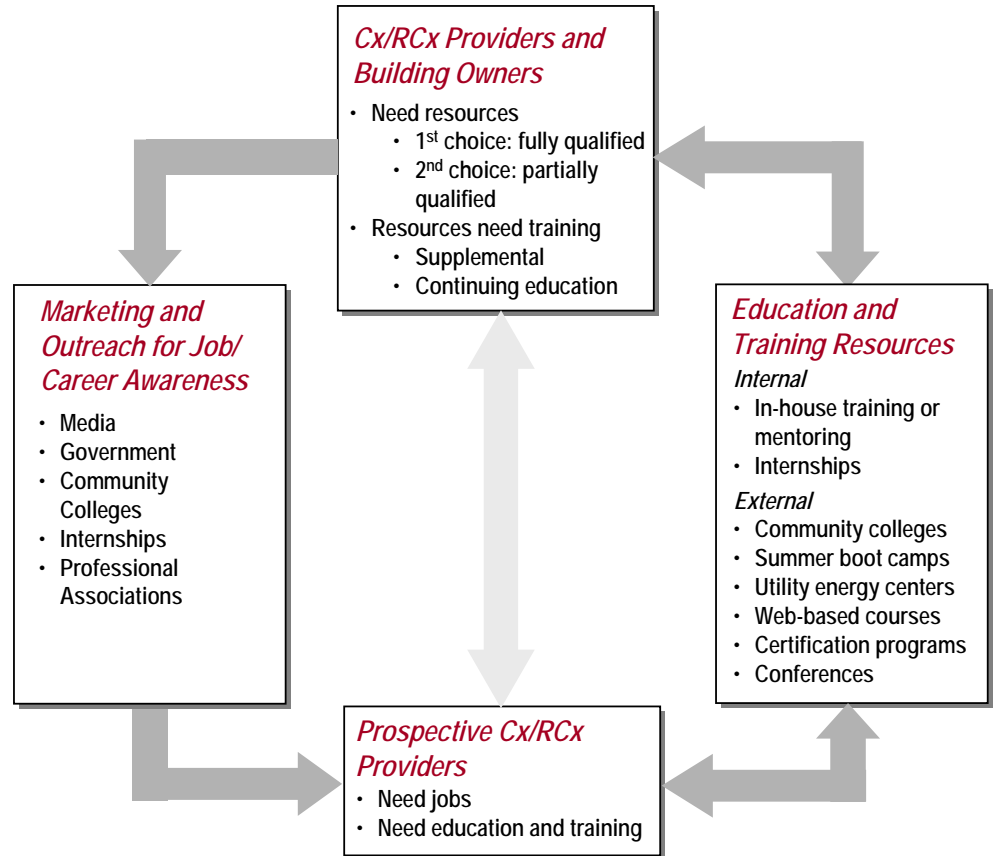 Cx/RCx Providers and
Building Owners
• Need resources
• 1st choice: fully qualified
• 2nd choice: partially
qualified
• Resources need training
• Supplemental
• Continuing education
Marketing and
Outreach for Job/
Career Awareness
• Media
• Government
• Community
Colleges
• Internships
• Professional
Associations
Education and
Training Resources
Internal
• In-house training or
mentoring
• Internships
External
• Community colleges
• Summer boot camps
• Utility energy centers
• Web-based courses
• Certification programs
• Conferences
Prospective Cx/RCx
Providers
• Need jobs
• Need education and training